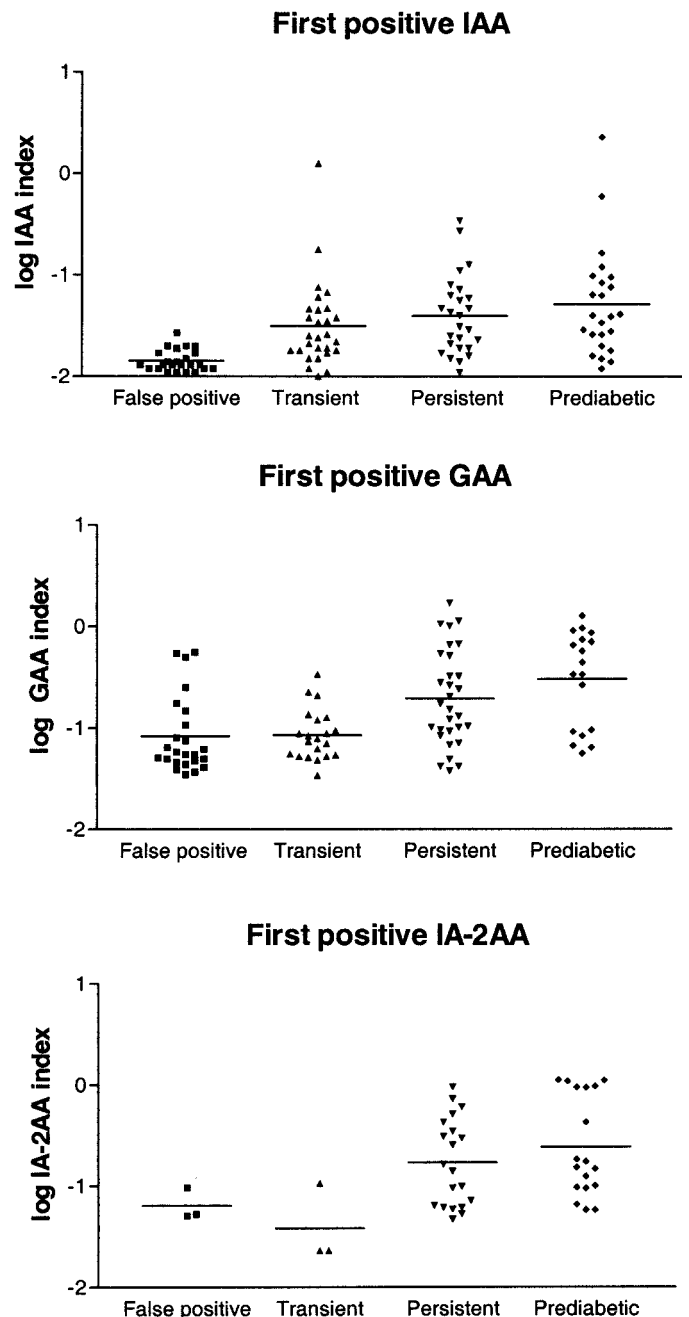 First positive IAA
log IAA index
1
0
-1
-2
False positive Transient Persistent Prediabetic
First positive GAA
log GAA index
1
0
-1
-2
False positive Transient Persistent Prediabetic
First positive IA-2AA
log IA-2AA index
1
0
-1
-2
False positive Transient Persistent Prediabetic